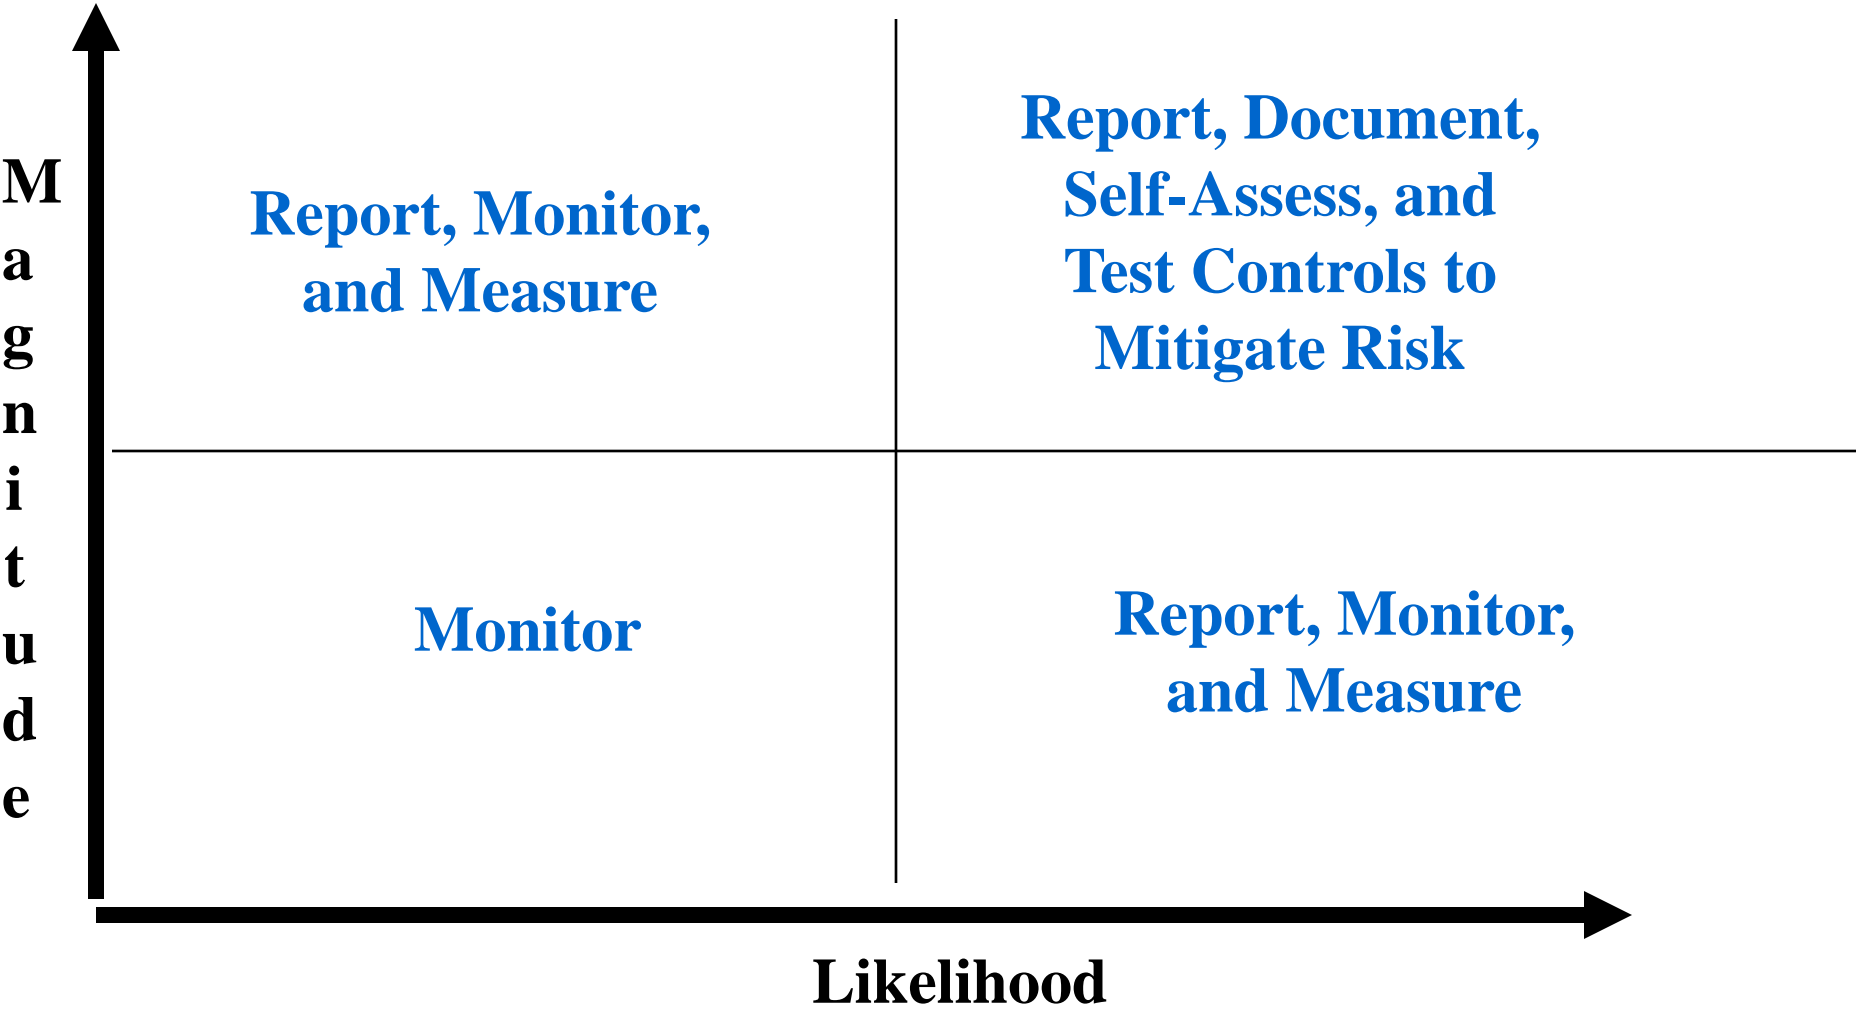 M
a
g
n
i
t
u
d
e
Report, Monitor,
and Measure
Report, Document,
Self-Assess, and
Test Controls to
Mitigate Risk
Monitor
Report, Monitor,
and Measure
Likelihood